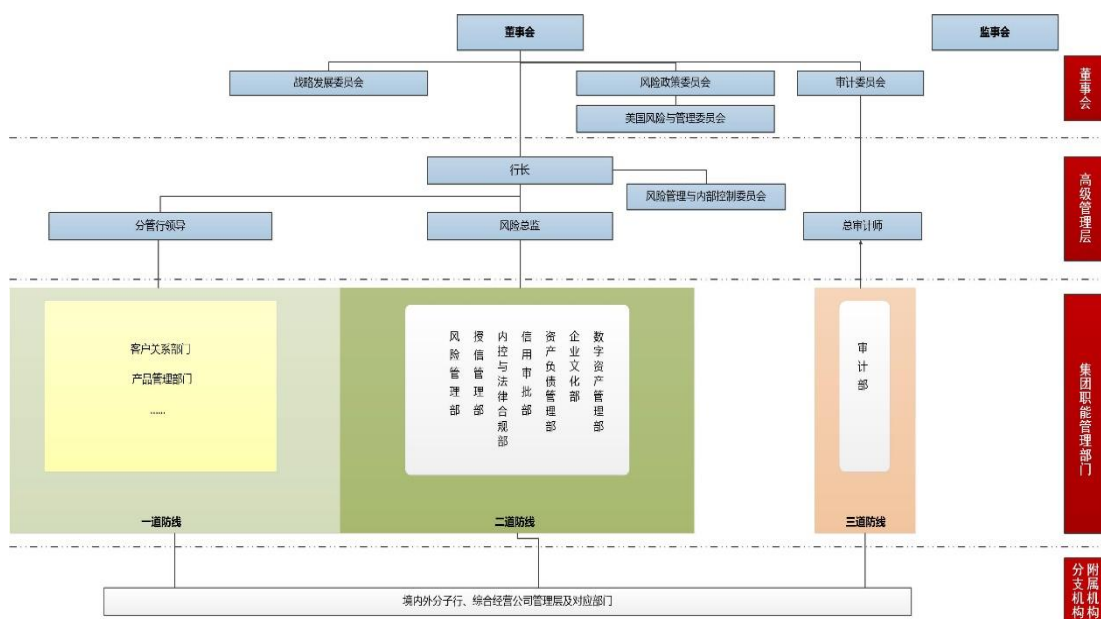 董事会
监事会
战略发展委员会
风险政策委员会
审计委员会
美国风险与管理委员会
董事会
行长
风险管理与内部控制委员会
分管行领导
风险总监
总审计师
高级管理层
客户关系部门
产品管理部门
......
风险管理部
授信管理部
内控与法律合规部
信用审批部
资产负债管理部
企业文化部
数字资产管理部
审计部
集团职能管理部门
一道防线
二道防线
三道防线
境内外分子行、综合经营公司管理层及对应部门
附属机构
分支机构